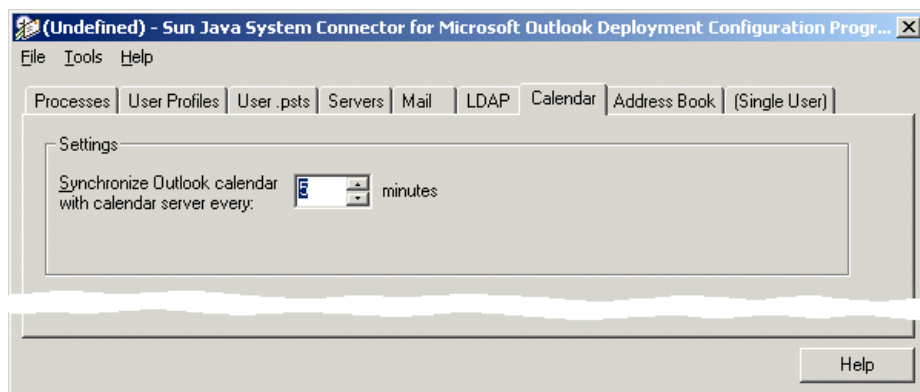 (Undefined) - Sun Java System Connector for Microsoft Outlook Deployment Configuration Progr...
File Tools Help
Processes User Profiles User .psts Servers Mail LDAP Calendar Address Book (Single User)
Settings
Synchronize Outlook calendar
with calendar server every: 5 minutes
Help